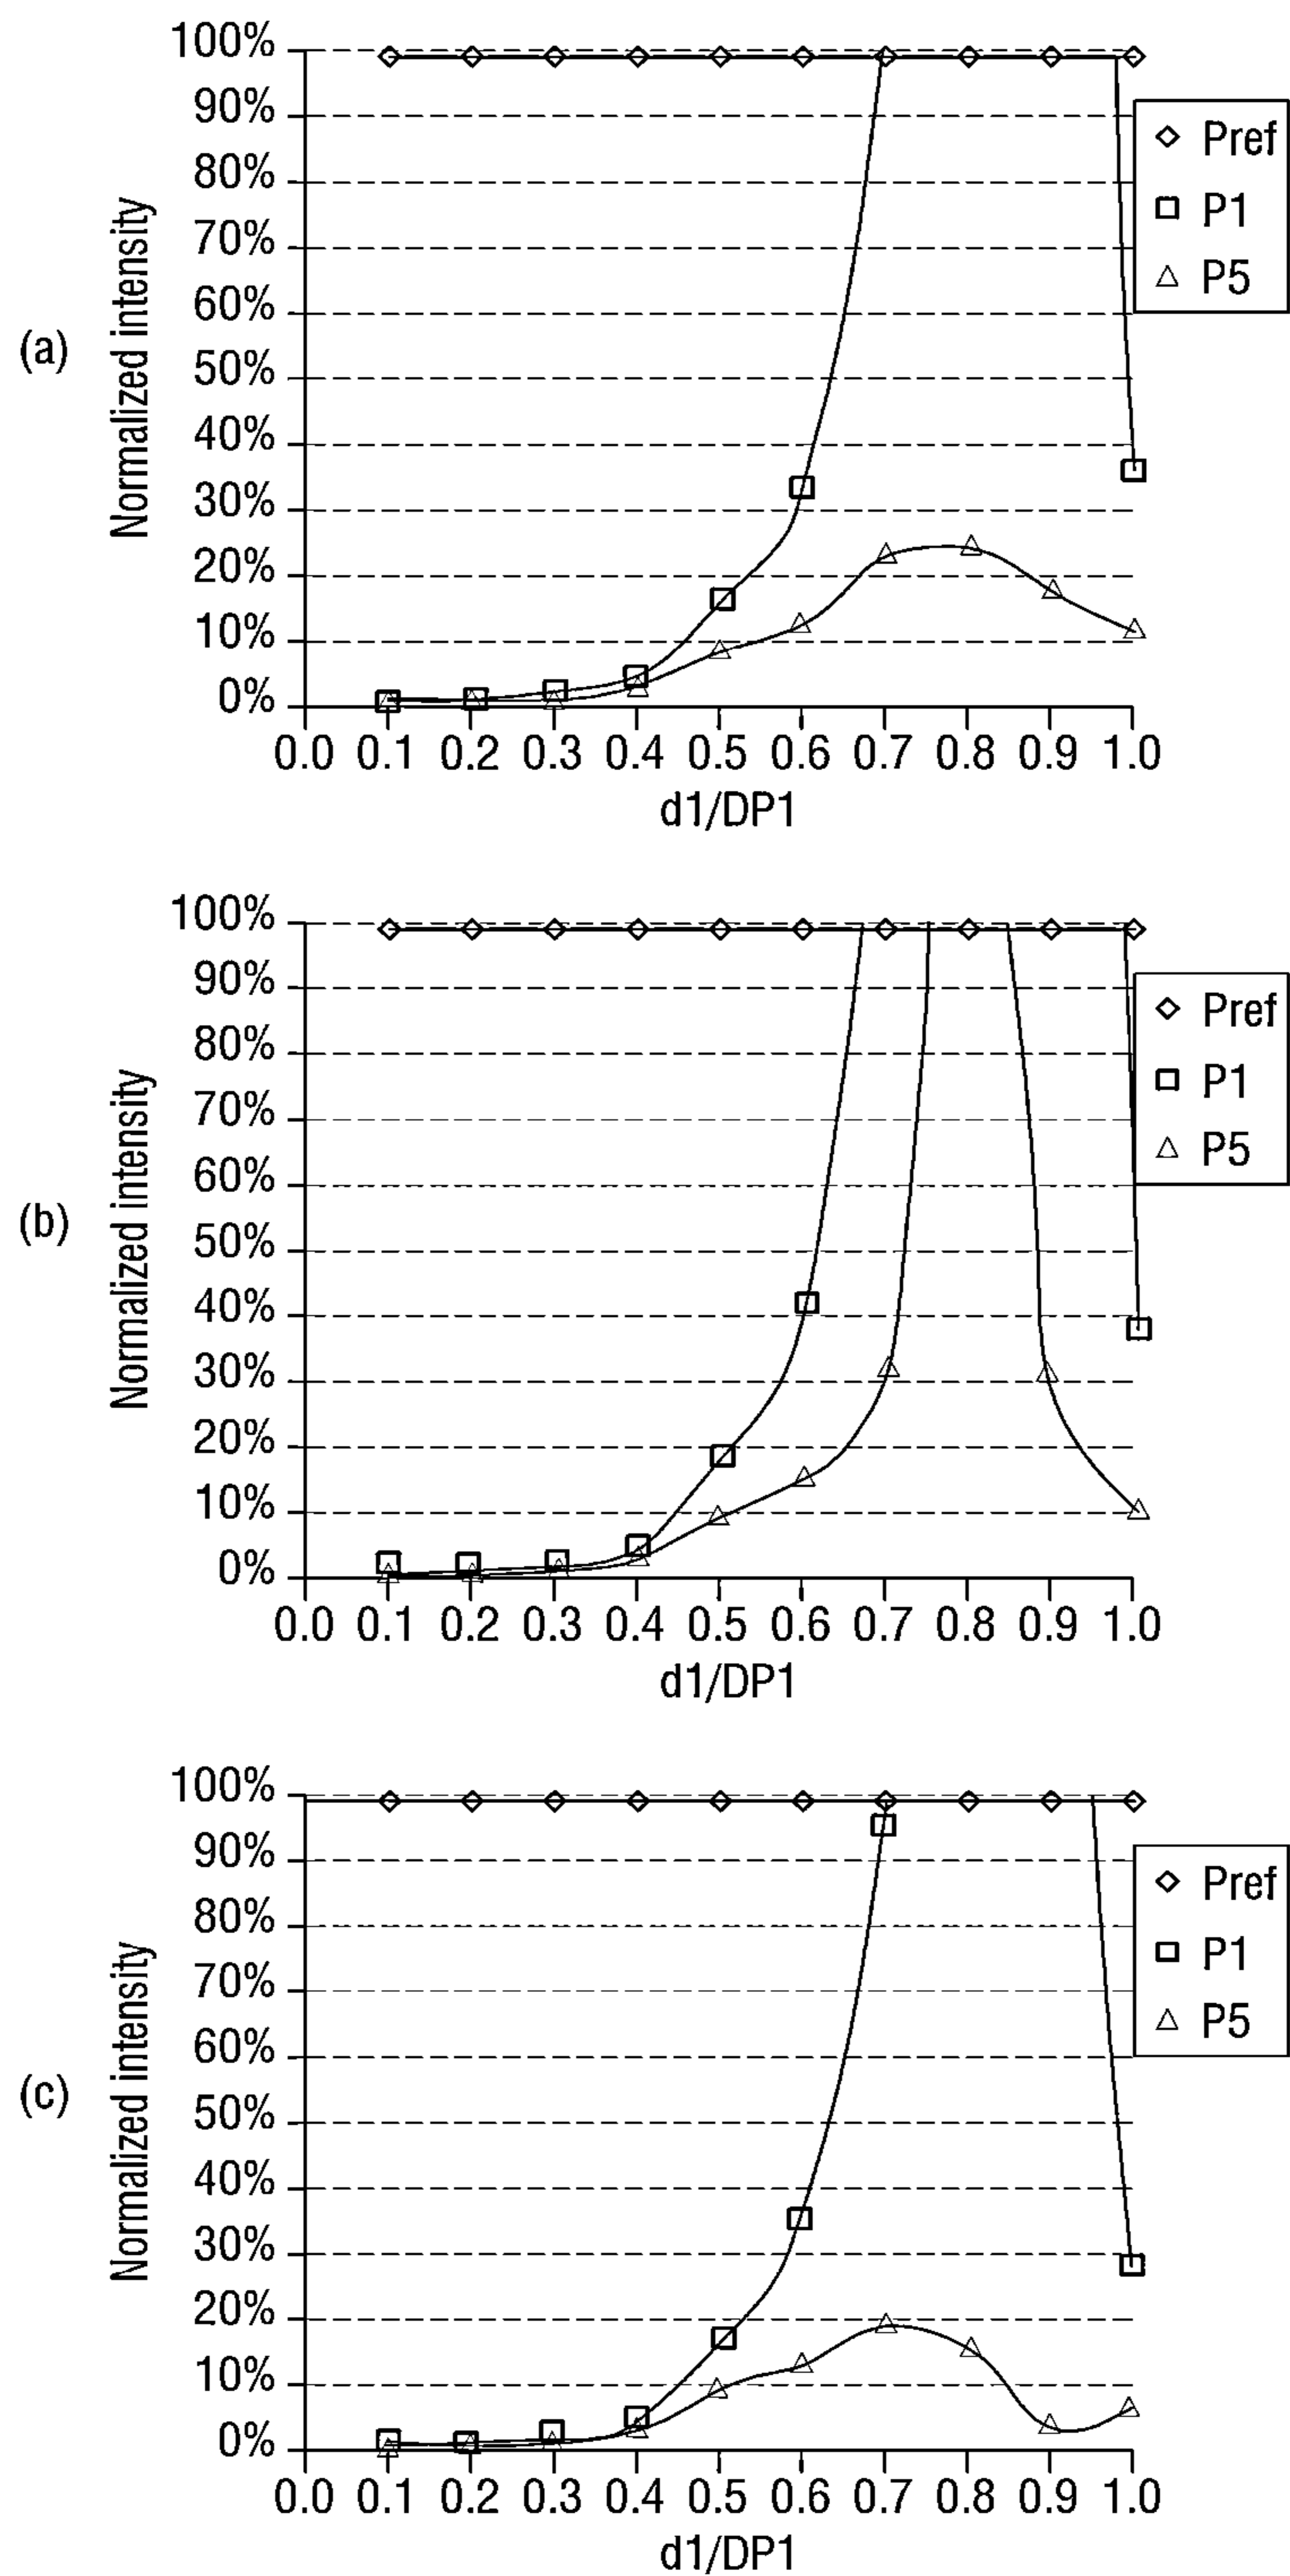 (a)
Normalized intensity
100%
90%
80%
70%
60%
50%
40%
30%
20%
10%
0%
0.0 0.1 0.2 0.3 0.4 0.5 0.6 0.7 0.8 0.9 1.0
d1/DP1
Pref
P1
P5
(b)
Normalized intensity
100%
90%
80%
70%
60%
50%
40%
30%
20%
10%
0%
0.0 0.1 0.2 0.3 0.4 0.5 0.6 0.7 0.8 0.9 1.0
d1/DP1
Pref
P1
P5
(c)
Normalized intensity
100%
90%
80%
70%
60%
50%
40%
30%
20%
10%
0%
0.0 0.1 0.2 0.3 0.4 0.5 0.6 0.7 0.8 0.9 1.0
d1/DP1
Pref
P1
P5